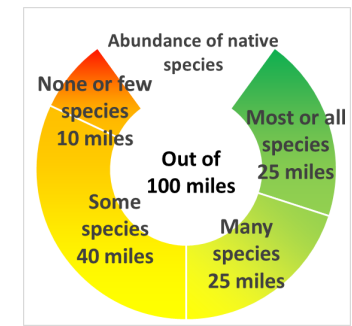 Abundance of native
species
None or few
species
10 miles
Most or all
species
25 miles
Out of
100 miles
Some
species
40 miles
Many
species
25 miles